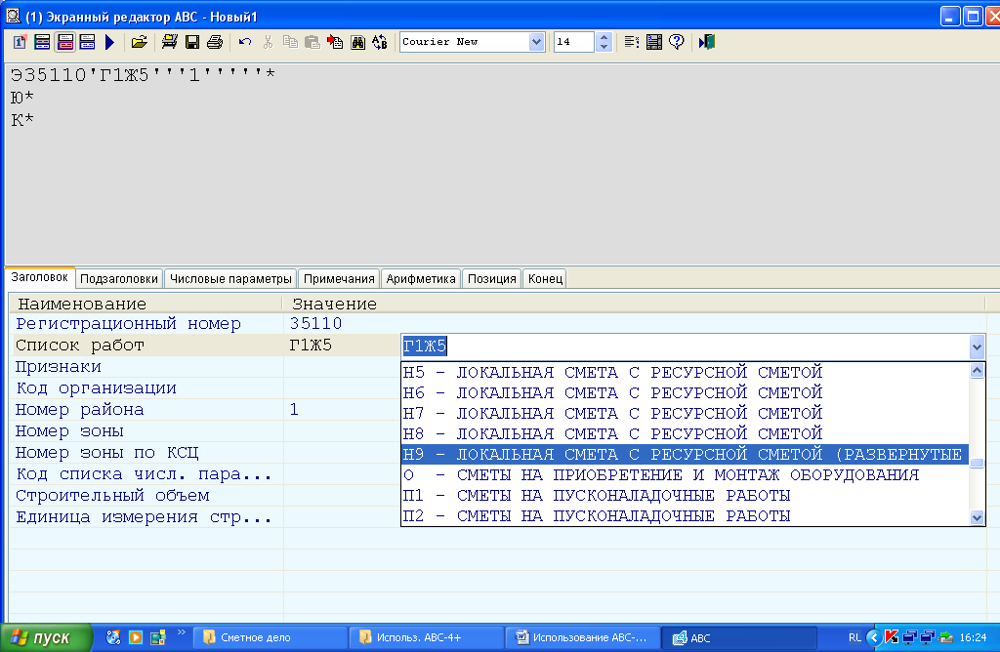 (1) Экранный редактор АВС - Новый1
Courier New
14
Э35110'Г1Ж5'''1'''''*
Ю*
К*
Заголовок
Подзаголовки
Числовые параметры
Примечания
Арифметика
Позиция
Конец
Наименование
Значение
Регистрационный номер
35110
Список работ
Г1Ж5
Г1Ж5
Признаки
Код организации
Номер района
1
Номер зоны
Номер зоны по КСЦ
Код списка числ. пара...
Строительный объем
Единица измерения стр...
Н5 - ЛОКАЛЬНАЯ СМЕТА С РЕСУРСНОЙ СМЕТОЙ
Н6 - ЛОКАЛЬНАЯ СМЕТА С РЕСУРСНОЙ СМЕТОЙ
Н7 - ЛОКАЛЬНАЯ СМЕТА С РЕСУРСНОЙ СМЕТОЙ
Н8 - ЛОКАЛЬНАЯ СМЕТА С РЕСУРСНОЙ СМЕТОЙ
Н9 - ЛОКАЛЬНАЯ СМЕТА С РЕСУРСНОЙ СМЕТОЙ (РАЗВЕРНУТЫЕ
О - СМЕТЫ НА ПРИОБРЕТЕНИЕ И МОНТАЖ ОБОРУДОВАНИЯ
П1 - СМЕТЫ НА ПУСКОНАЛАДОЧНЫЕ РАБОТЫ
П2 - СМЕТЫ НА ПУСКОНАЛАДОЧНЫЕ РАБОТЫ
пуск
Сметное дело
Использ. АВС-4+
Использование АВС-...
АВС
RL
16:24